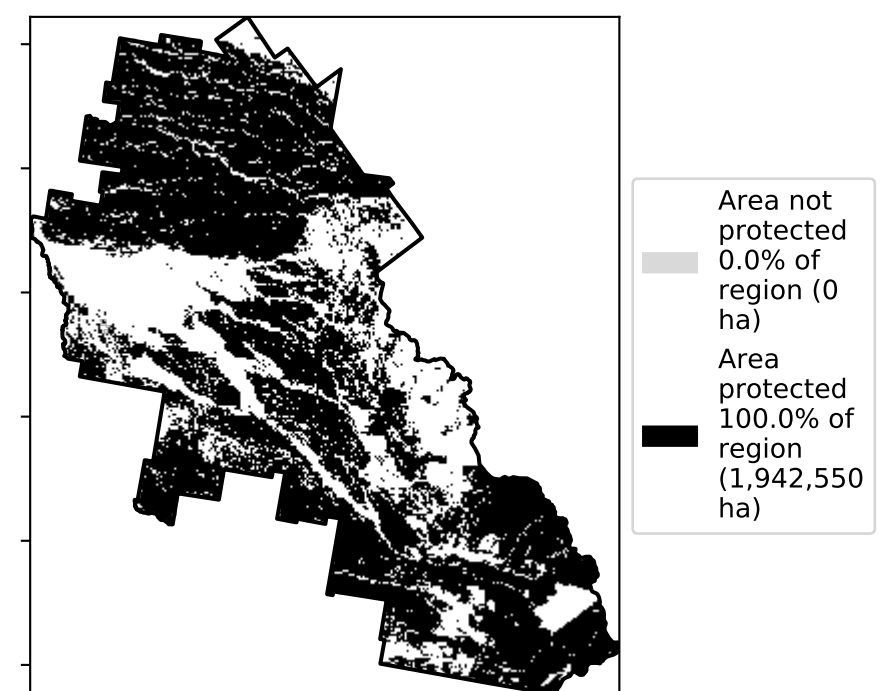 Area not
protected
0.0% of
region (0
ha)
Area
protected
100.0% of
region
(1,942,550
ha)